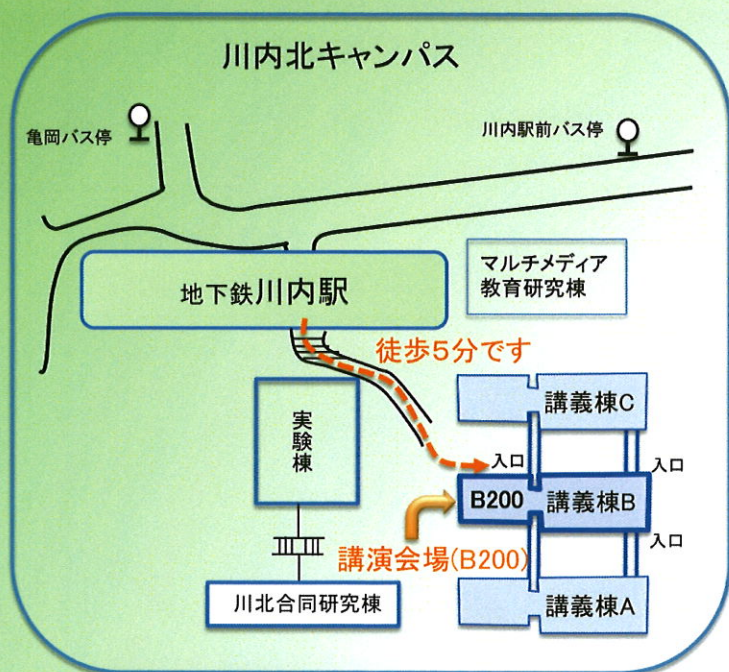 川内北キャンパス
亀岡バス停
川内駅前バス停
地下鉄川内駅
マルチメディア
教育研究棟
徒歩5分です
実験棟
講義棟C
入口
入口
B200
講義棟B
入口
講演会場(B200)
川北合同研究棟
講義棟A